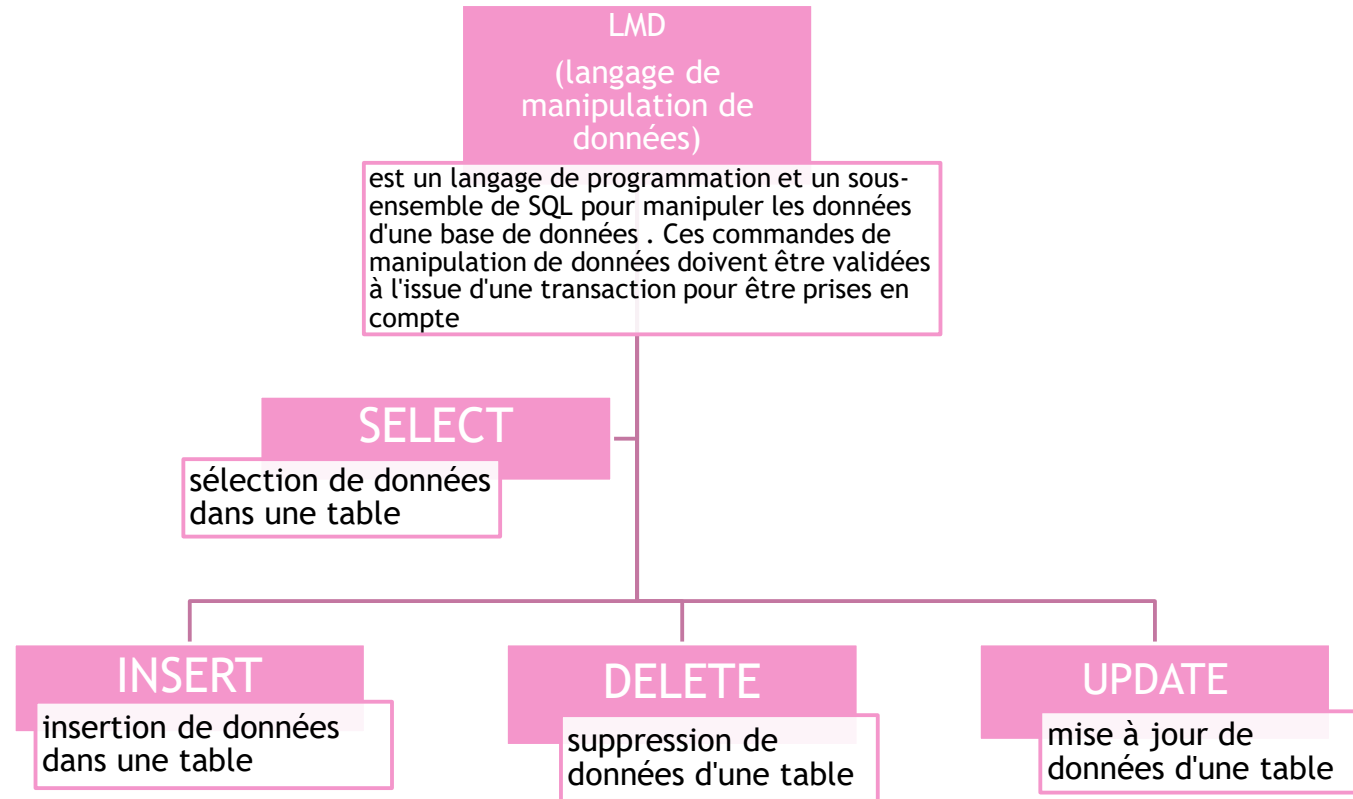 LMD
(langage de
manipulation de
données)
est un langage de programmation et un sous-
ensemble de SQL pour manipuler les données
d'une base de données . Ces commandes de
manipulation de données doivent être validées
à l'issue d'une transaction pour être prises en
compte
SELECT
sélection de données
dans une table
INSERT
insertion de données
dans une table
DELETE
suppression de
données d'une table
UPDATE
mise à jour de
données d'une table